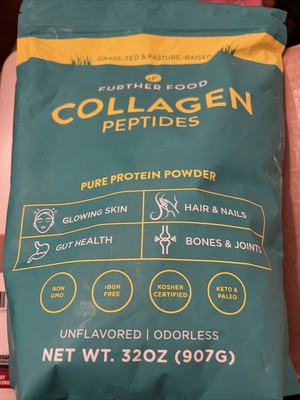 GRASS-FED & PASTURE-RAISED
FURTHER FOOD
COLLAGEN
PEPTIDES
PURE PROTEIN POWDER
GLOWING SKIN
HAIR & NAILS
GUT HEALTH
BONES & JOINTS
NON
GMO
rBGH
FREE
KOSHER
CERTIFIED
KETO &
PALEO
UNFLAVORED | ODORLESS
NET WT. 32OZ (907G)